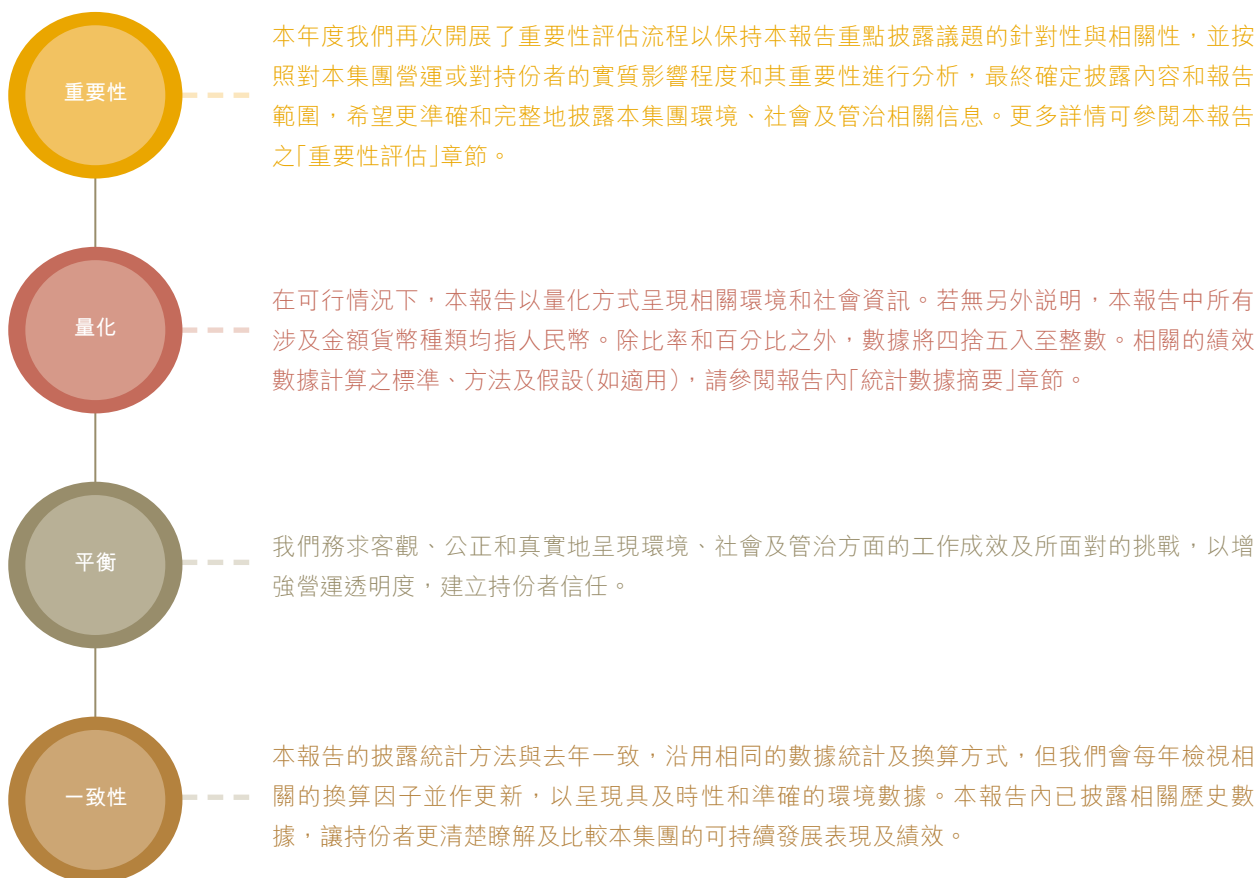 重要性
本年度我們再次開展了重要性評估流程以保持本報告重點披露議題的針對性與相關性，並按
照對本集團營運或對持份者的實質影響程度和其重要性進行分析，最終確定披露內容和報告
範圍，希望更準確和完整地披露本集團環境、社會及管治相關信息。更多詳情可參閱本報告
之「重要性評估」章節。
量化
在可行情況下，本報告以量化方式呈現相關環境和社會資訊。若無另外説明，本報告中所有
涉及金額貨幣種類均指人民幣。除比率和百分比之外，數據將四捨五入至整數。相關的績效
數據計算之標準、方法及假設（如適用），請參閱報告內「統計數據摘要」章節。
平衡
我們務求客觀、公正和真實地呈現環境、社會及管治方面的工作成效及所面對的挑戰，以增
強營運透明度，建立持份者信任。
一致性
本報告的披露統計方法與去年一致，沿用相同的數據統計及換算方式，但我們會每年檢視相
關的換算因子並作更新，以呈現具及時性和準確的環境數據。本報告內已披露相關歷史數
據，讓持份者更清楚瞭解及比較本集團的可持續發展表現及績效。